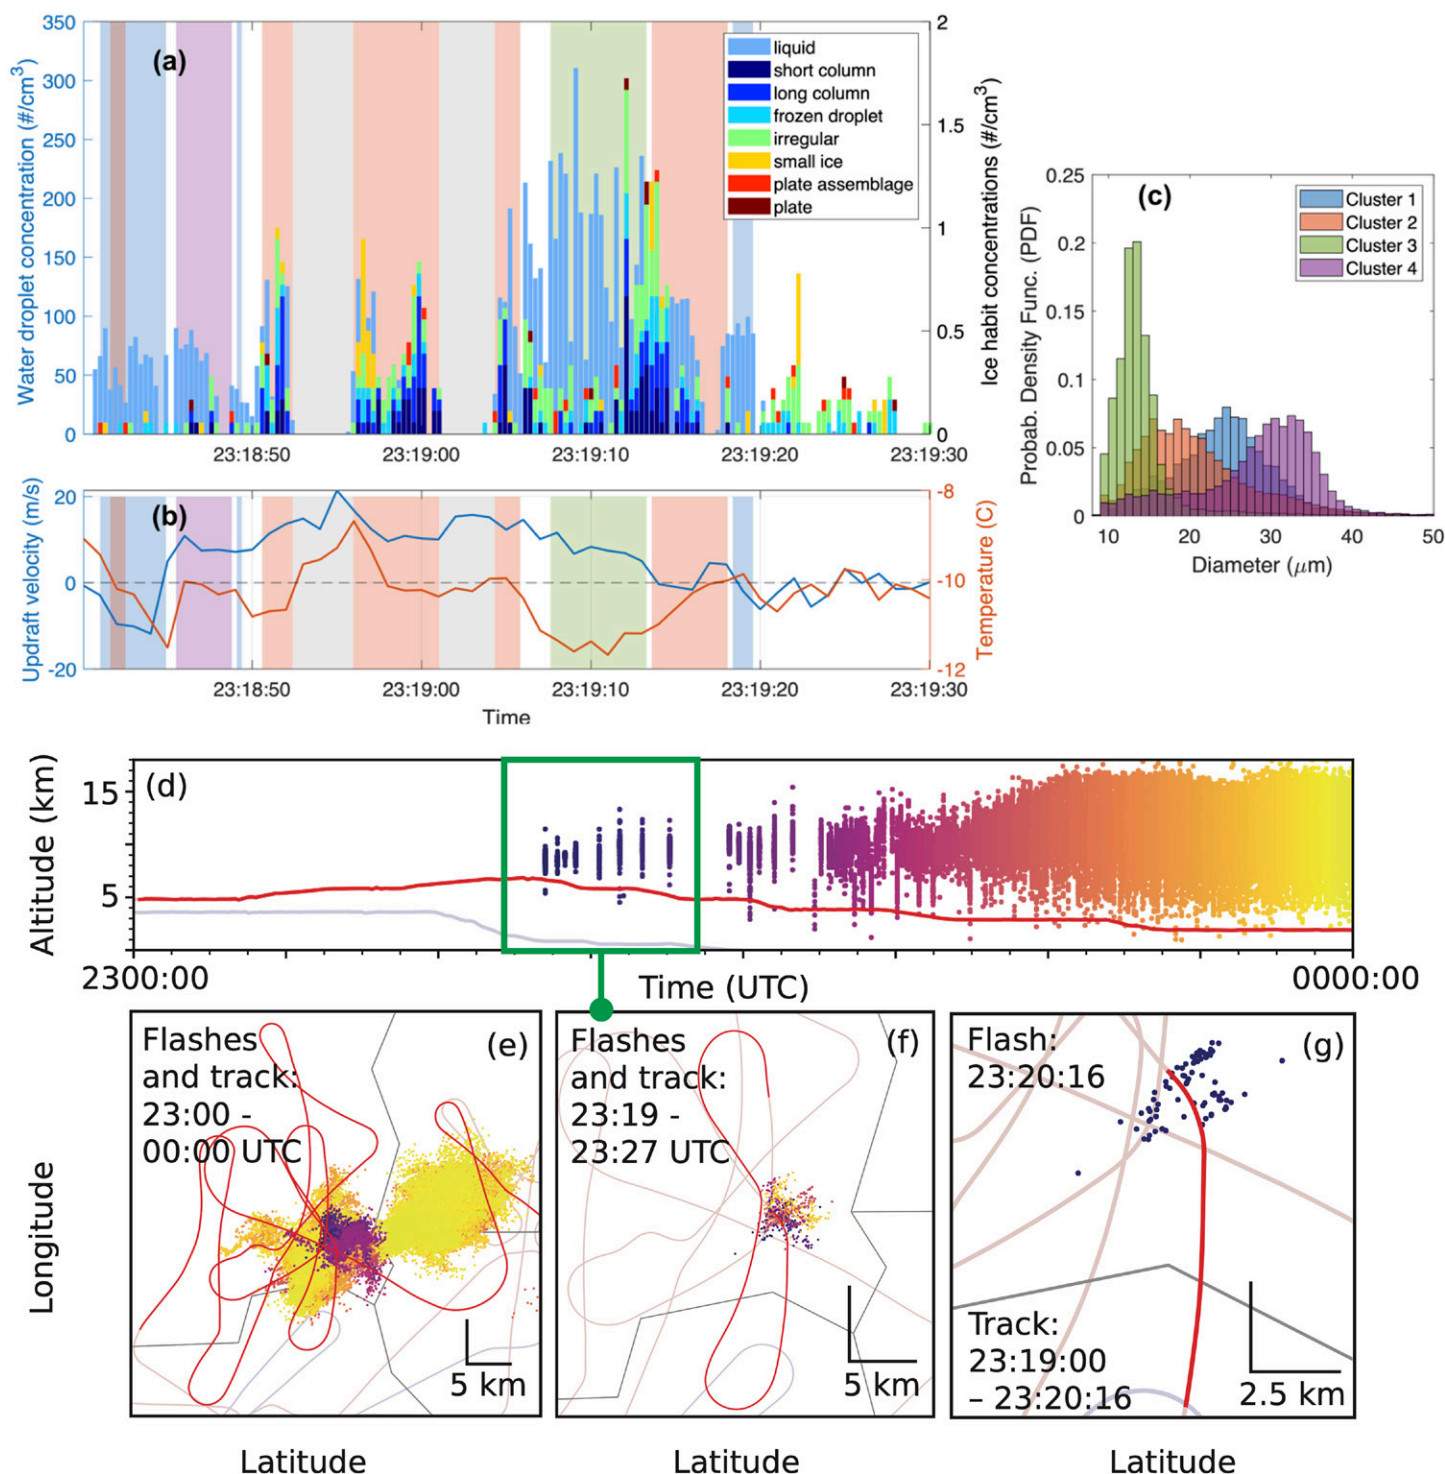 (a)
Water droplet concentration (#/cm³)
350
300
250
200
150
100
50
0
liquid
short column
long column
frozen droplet
irregular
small ice
plate assemblage
plate
2
1.5
1
0.5
0
Ice habit concentrations (#/cm³)
23:18:50
23:19:00
23:19:10
23:19:20
23:19:30
(b)
Updraft velocity (m/s)
20
0
-20
-8
-10
-12
Temperature (C)
23:18:50
23:19:00
23:19:10
23:19:20
23:19:30
Time
(c)
Probab. Density Func. (PDF)
0.25
0.2
0.15
0.1
0.05
0
Cluster 1
Cluster 2
Cluster 3
Cluster 4
10
20
30
40
50
Diameter (μm)
(d)
Altitude (km)
15
5
2300:00
Time (UTC)
0000:00
Longitude
Flashes
and track:
23:00 -
00:00 UTC
(e)
5 km
Latitude
Flashes
and track:
23:19 -
23:27 UTC
(f)
5 km
Latitude
Flash:
23:20:16
(g)
Track:
23:19:00
– 23:20:16
2.5 km
Latitude